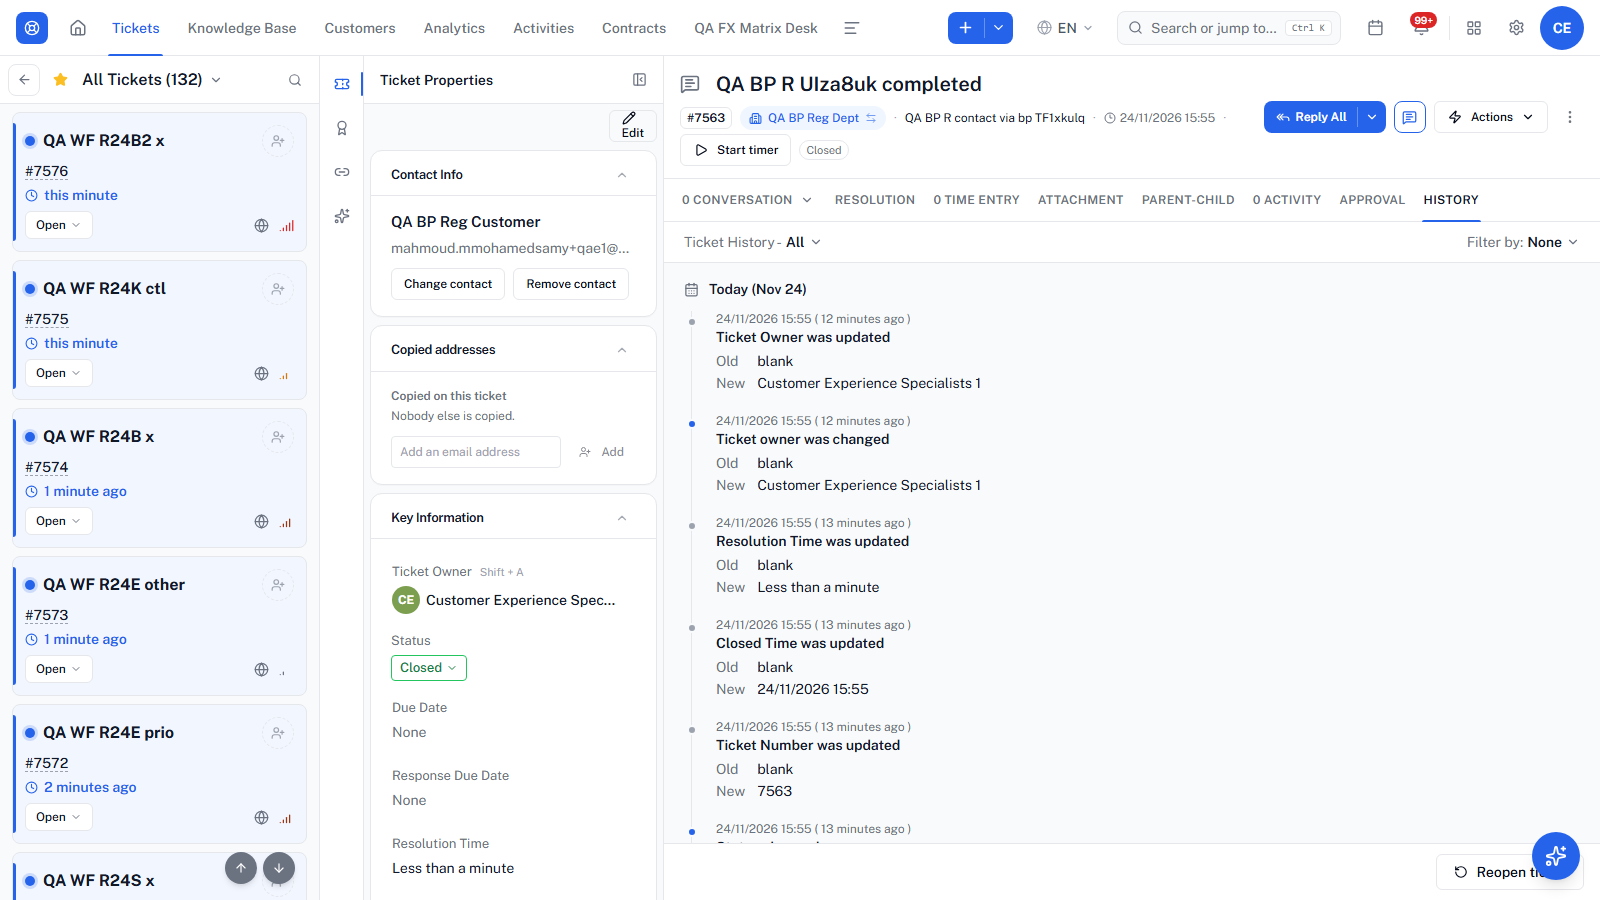 Tickets
Knowledge Base
Customers
Analytics
Activities
Contracts
QA FX Matrix Desk
EN
Search or jump to...
Ctrl K
99+
CE
All Tickets (132)
QA WF R24B2 x
#7576
this minute
Open
QA WF R24K ctl
#7575
this minute
Open
QA WF R24B x
#7574
1 minute ago
Open
QA WF R24E other
#7573
1 minute ago
Open
QA WF R24E prio
#7572
2 minutes ago
Open
QA WF R24S x
Ticket Properties
Edit
Contact Info
QA BP Reg Customer
mahmoud.mmohamedsamy+qae1@...
Change contact
Remove contact
Copied addresses
Copied on this ticket
Nobody else is copied.
Add an email address
Add
Key Information
Ticket Owner Shift + A
CE Customer Experience Spec...
Status
Closed
Due Date
None
Response Due Date
None
Resolution Time
Less than a minute
QA BP R UIza8uk completed
#7563
QA BP Reg Dept
· QA BP R contact via bp TF1xkulq
· 24/11/2026 15:55 ·
Start timer
Closed
Reply All
Actions
0 CONVERSATION
RESOLUTION
0 TIME ENTRY
ATTACHMENT
PARENT-CHILD
0 ACTIVITY
APPROVAL
HISTORY
Ticket History - All
Filter by: None
Today (Nov 24)
24/11/2026 15:55 ( 12 minutes ago )
Ticket Owner was updated
Old blank
New Customer Experience Specialists 1
24/11/2026 15:55 ( 12 minutes ago )
Ticket owner was changed
Old blank
New Customer Experience Specialists 1
24/11/2026 15:55 ( 13 minutes ago )
Resolution Time was updated
Old blank
New Less than a minute
24/11/2026 15:55 ( 13 minutes ago )
Closed Time was updated
Old blank
New 24/11/2026 15:55
24/11/2026 15:55 ( 13 minutes ago )
Ticket Number was updated
Old blank
New 7563
24/11/2026 15:55 ( 13 minutes ago )
Reopen